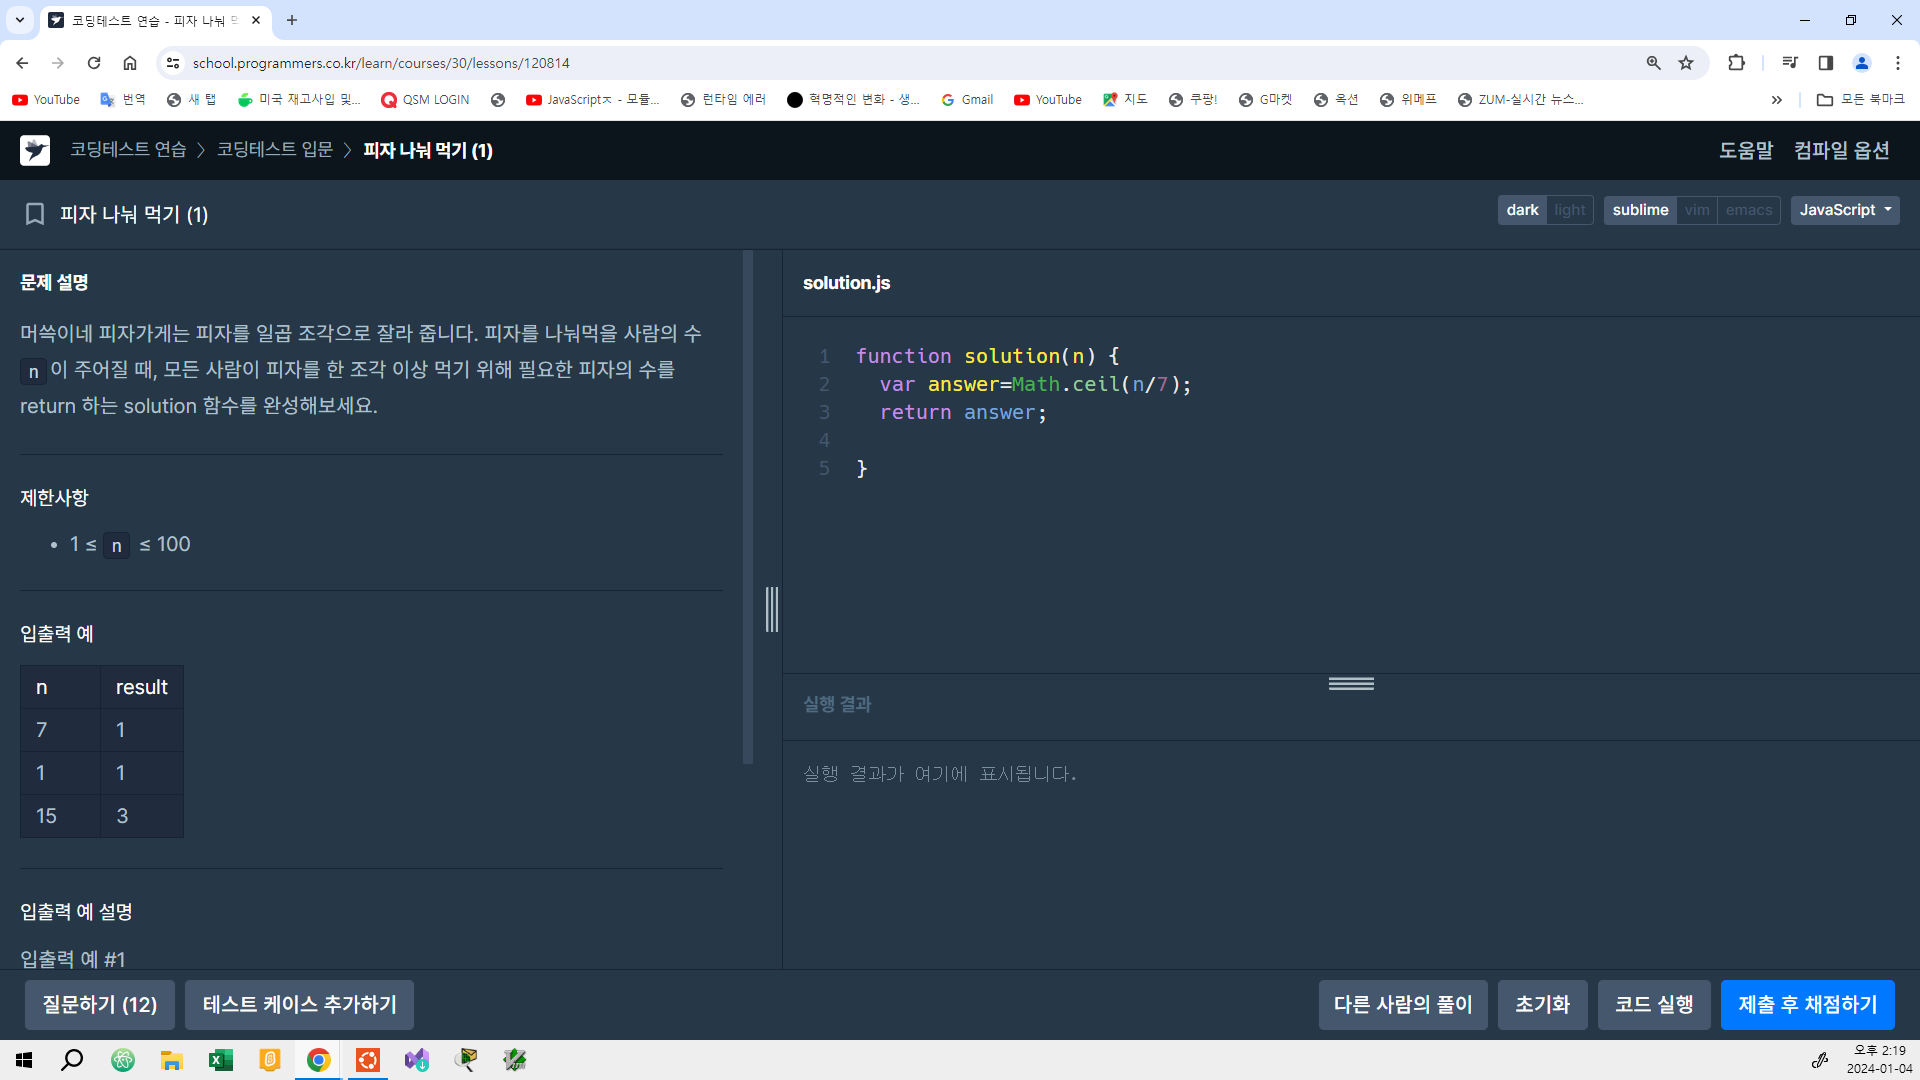 코딩테스트 연습 - 피자 나눠 먹
school.programmers.co.kr/learn/courses/30/lessons/120814
YouTube 번역 새 탭 미국 재고사입 및... QSM LOGIN JavaScriptㅈ - 모듈... 런타임 에러 혁명적인 변화 - 생... Gmail YouTube 지도 쿠팡! G마켓 옥션 위메프 ZUM-실시간 뉴스... » 모든 북마크
코딩테스트 연습 > 코딩테스트 입문 > 피자 나눠 먹기 (1)
도움말 컴파일 옵션
피자 나눠 먹기 (1)
dark light sublime vim emacs JavaScript
문제 설명
머쓱이네 피자가게는 피자를 일곱 조각으로 잘라 줍니다. 피자를 나눠먹을 사람의 수
n 이 주어질 때, 모든 사람이 피자를 한 조각 이상 먹기 위해 필요한 피자의 수를
return 하는 solution 함수를 완성해보세요.
제한사항
• 1 ≤ n ≤ 100
입출력 예
n result
7 1
1 1
15 3
입출력 예 설명
입출력 예 #1
solution.js
1 function solution(n) {
2 var answer=Math.ceil(n/7);
3 return answer;
4
5 }
실행 결과
실행 결과가 여기에 표시됩니다.
질문하기 (12) 테스트 케이스 추가하기 다른 사람의 풀이 초기화 코드 실행 제출 후 채점하기
오후 2:19
2024-01-04